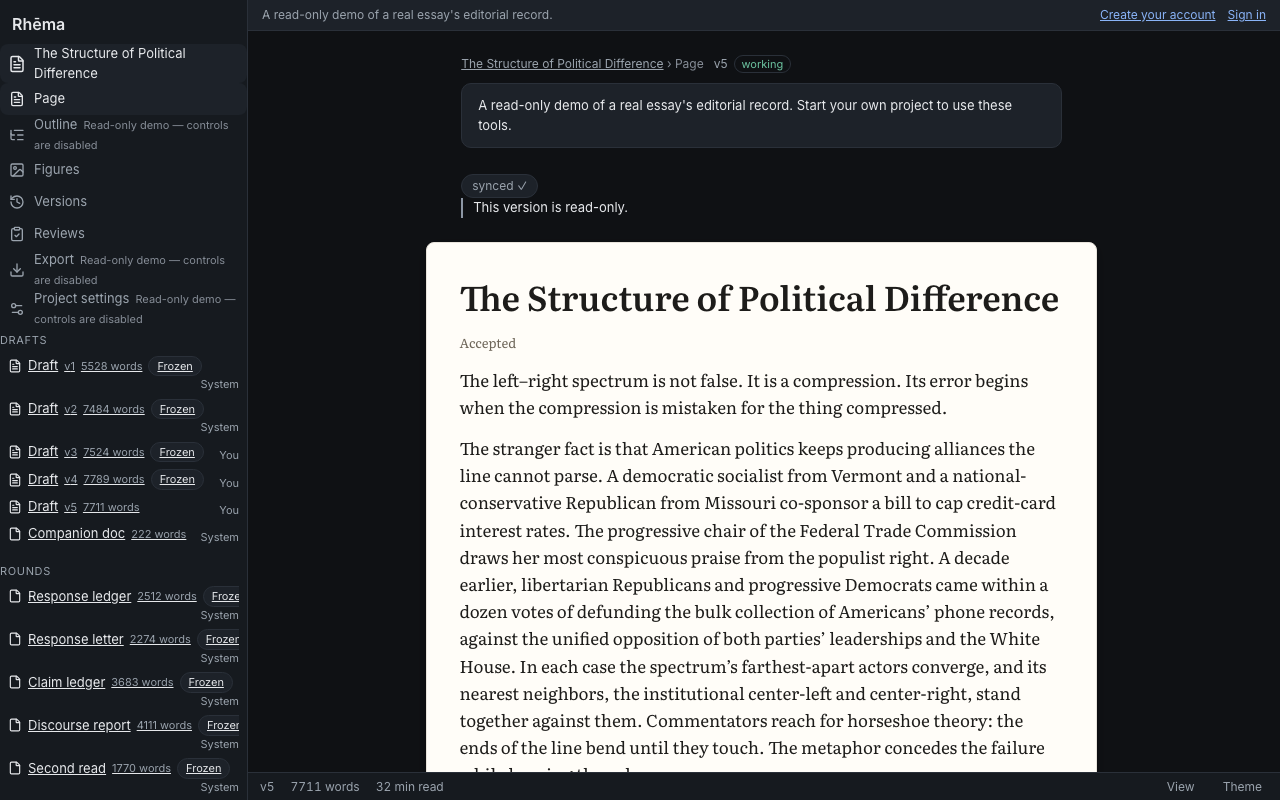 Rhēma
The Structure of Political
Difference
Page
Outline Read-only demo — controls
are disabled
Figures
Versions
Reviews
Export Read-only demo — controls
are disabled
Project settings Read-only demo —
controls are disabled
DRAFTS
Draft v1 5528 words Frozen
System
Draft v2 7484 words Frozen
System
Draft v3 7524 words Frozen
You
Draft v4 7789 words Frozen
You
Draft v5 7711 words
You
Companion doc 222 words
System
ROUNDS
Response ledger 2512 words Froze
System
Response letter 2274 words Frozen
System
Claim ledger 3683 words Frozen
System
Discourse report 4111 words Frozen
System
Second read 1770 words Frozen
System
A read-only demo of a real essay's editorial record.
Create your account Sign in
The Structure of Political Difference › Page v5 working
A read-only demo of a real essay's editorial record. Start your own project to use these
tools.
synced ✓
This version is read-only.
The Structure of Political Difference
Accepted
The left–right spectrum is not false. It is a compression. Its error begins
when the compression is mistaken for the thing compressed.
The stranger fact is that American politics keeps producing alliances the
line cannot parse. A democratic socialist from Vermont and a national-
conservative Republican from Missouri co-sponsor a bill to cap credit-card
interest rates. The progressive chair of the Federal Trade Commission
draws her most conspicuous praise from the populist right. A decade
earlier, libertarian Republicans and progressive Democrats came within a
dozen votes of defunding the bulk collection of Americans’ phone records,
against the unified opposition of both parties’ leaderships and the White
House. In each case the spectrum’s farthest-apart actors converge, and its
nearest neighbors, the institutional center-left and center-right, stand
together against them. Commentators reach for horseshoe theory: the
ends of the line bend until they touch. The metaphor concedes the failure
v5 7711 words 32 min read
View Theme